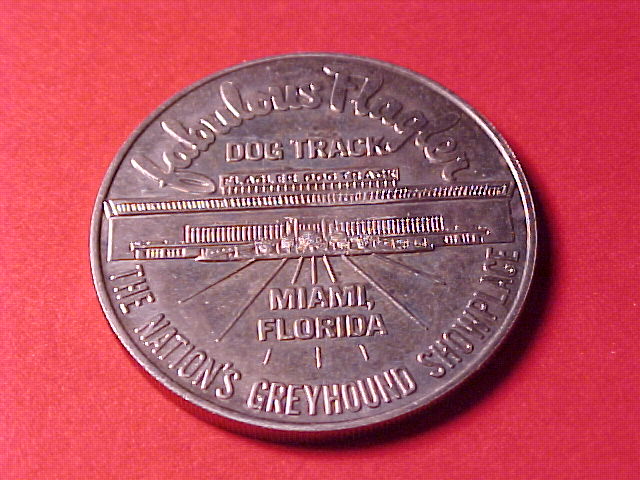 fabulous Flagler
DOG TRACK
FLAGLER DOG TRACK
MIAMI,
FLORIDA
THE NATION'S GREYHOUND SHOWPLACE